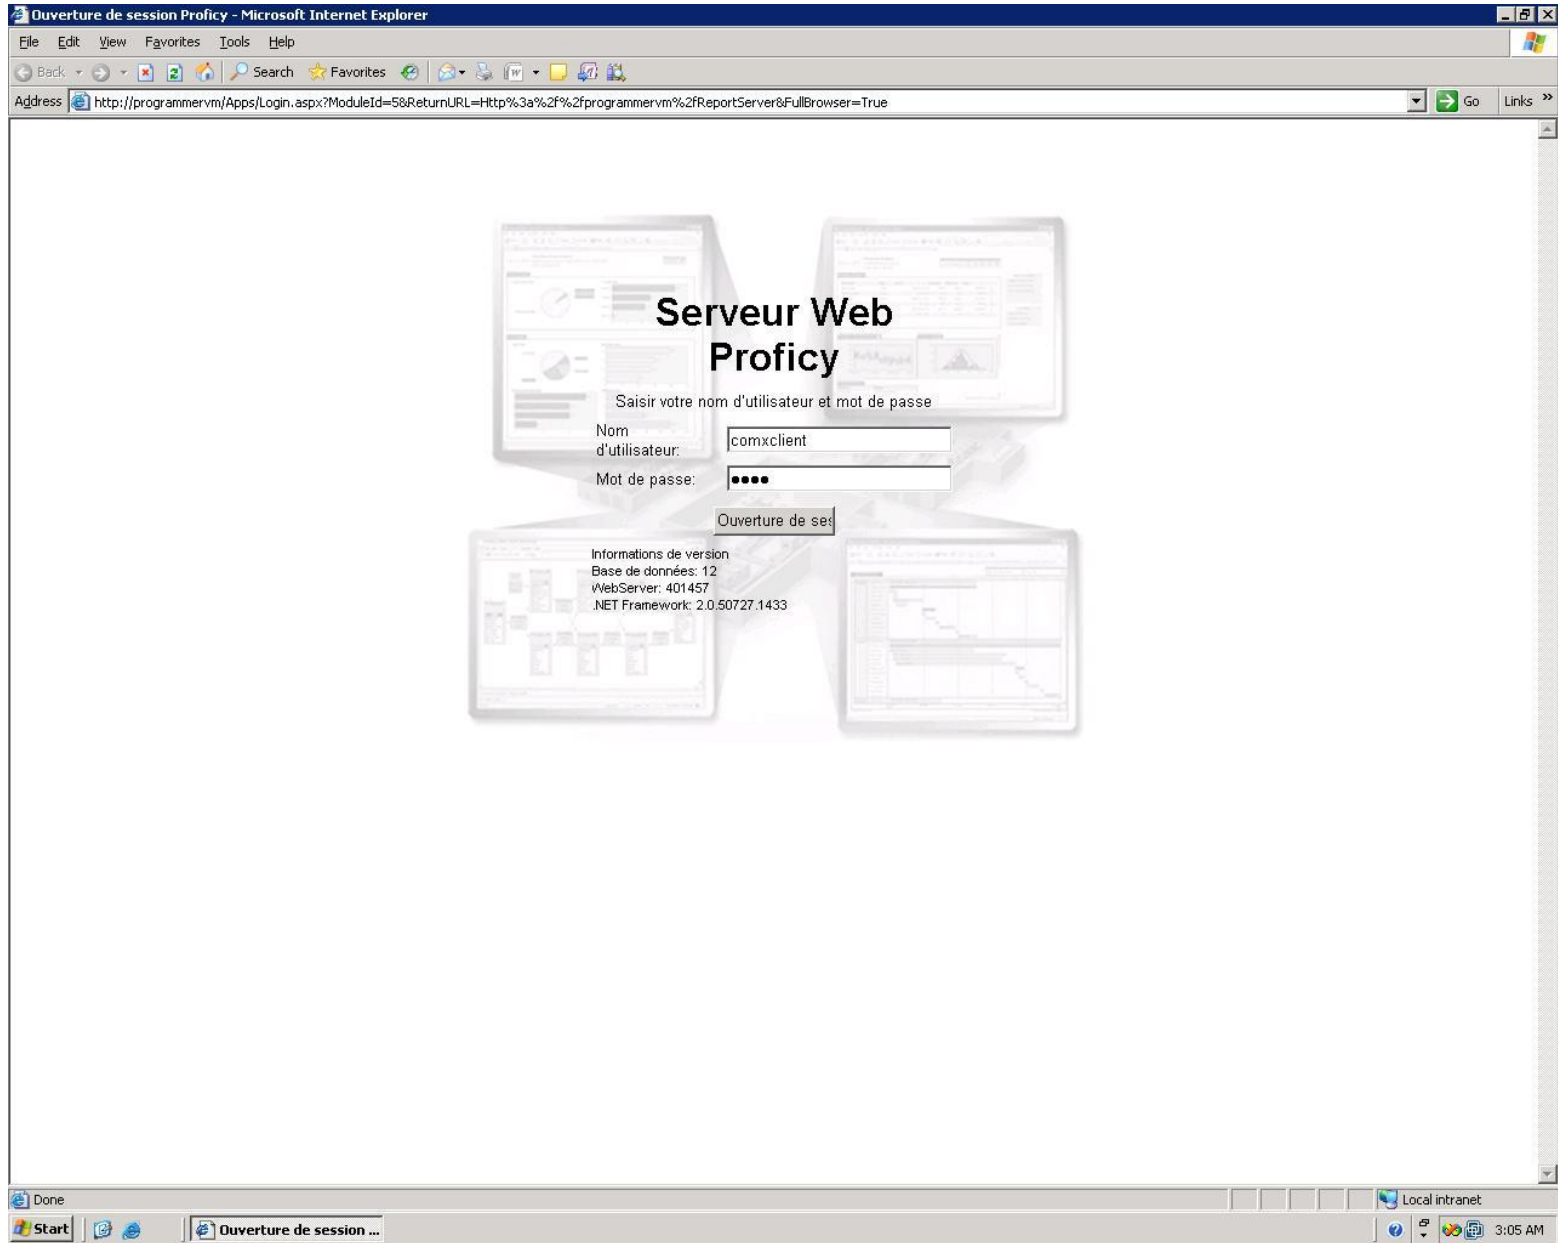 Ouverture de session Proficy - Microsoft Internet Explorer
File Edit View Favorites Tools Help
Back Search Favorites
Address http://programmervm/Apps/Login.aspx?ModuleId=5&ReturnURL=Http%3a%2f%2fprogrammervm%2fReportServer&FullBrowser=True Go Links »
Serveur Web
Proficy
Saisir votre nom d'utilisateur et mot de passe
Nom
d'utilisateur: comxclient
Mot de passe: ●●●●
Ouverture de ses
Informations de version
Base de données: 12
WebServer: 401457
.NET Framework: 2.0.50727.1433
Done Local intranet
Start Ouverture de session ... 3:05 AM